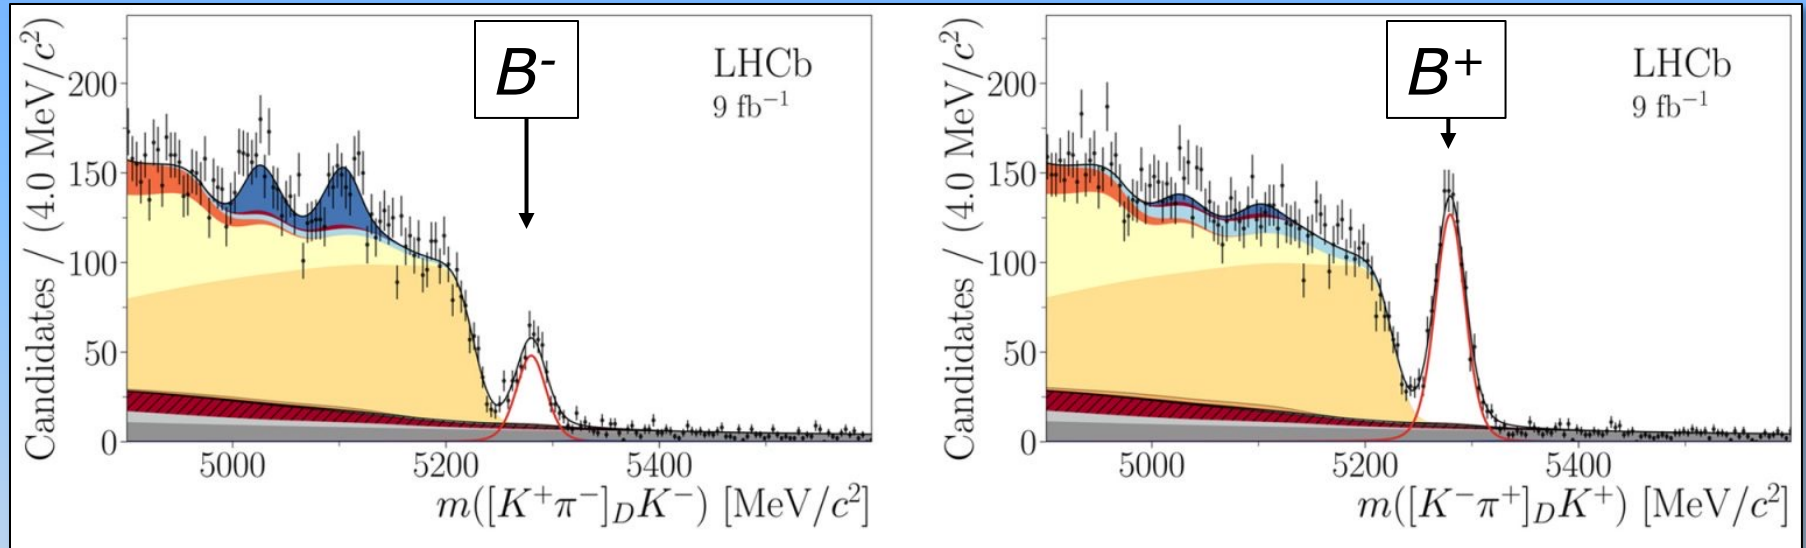 B⁻
LHCb
9 fb⁻¹
Candidates / (4.0 MeV/c²)
200
150
100
50
0
5000
5200
5400
m([K⁺π⁻]_D K⁻) [MeV/c²]
B⁺
LHCb
9 fb⁻¹
Candidates / (4.0 MeV/c²)
200
150
100
50
0
5000
5200
5400
m([K⁻π⁺]_D K⁺) [MeV/c²]